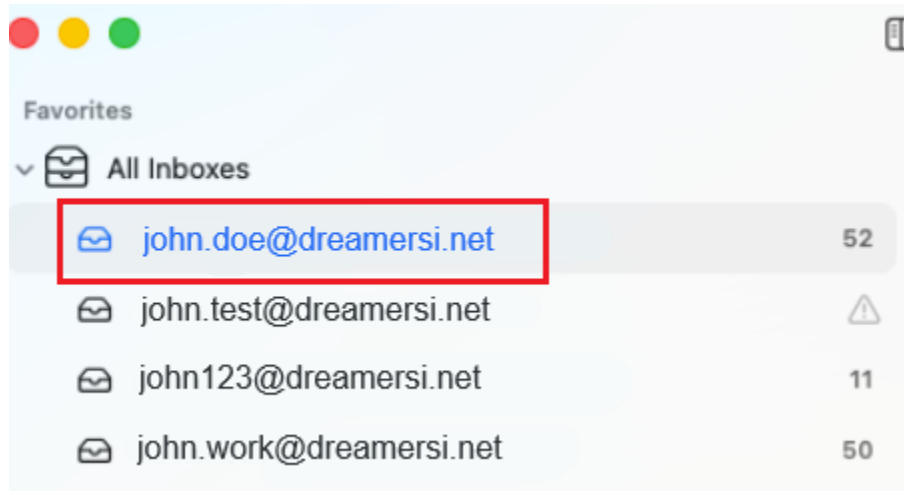 Favorites
All Inboxes
john.doe@dreamersi.net 52
john.test@dreamersi.net
john123@dreamersi.net 11
john.work@dreamersi.net 50